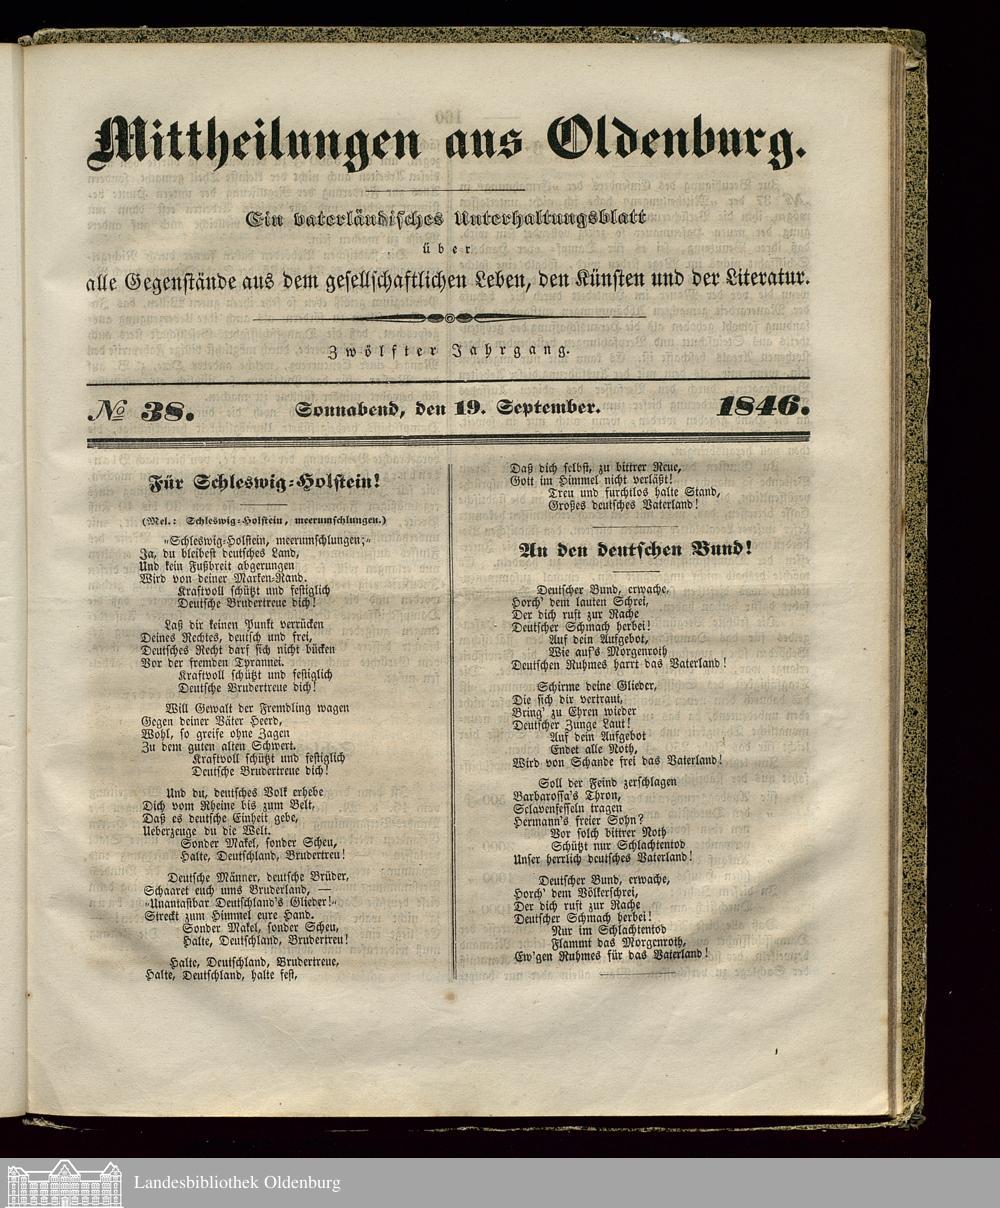 Mittheilungen aus Oldenburg.
Ein vaterländisches Unterhaltungsblatt
über
alle Gegenstände aus dem gesellschaftlichen Leben, den Künsten und der Literatur.
Zwölfter Jahrgang.
No 38. Sonnabend, den 19. September. 1846.
Für Schleswig-Holstein!
(Mel.: Schleswig-Holstein, meerumschlungen.)
„Schleswig-Holstein, meerumschlungen;"
Ja, du bleibest deutsches Land,
Und kein Fußbreit abgerungen
Wird von deiner Marken-Rand.
Kraftvoll schützt und festiglich
Deutsche Brudertreue dich!
Laß dir keinen Punkt verrücken
Deines Rechtes, deutsch und frei,
Deutsches Recht darf sich nicht bücken
Vor der fremden Tyrannei.
Kraftvoll schützt und festiglich
Deutsche Brudertreue dich!
Will Gewalt der Fremdling wagen
Gegen deiner Väter Heerd,
Wohl, so greife ohne Zagen
Zu dem guten alten Schwert.
Kraftvoll schützt und festiglich
Deutsche Brudertreue dich!
Und du, deutsches Volk erhebe
Dich vom Rheine bis zum Belt,
Daß es deutsche Einheit gebe,
Ueberzeuge du die Welt.
Sonder Makel, sonder Scheu,
Halte, Deutschland, Brudertreu!
Deutsche Männer, deutsche Brüder,
Schaaret euch ums Bruderland, —
„Unantastbar Deutschland's Glieder!"
Streckt zum Himmel eure Hand.
Sonder Makel, sonder Scheu,
Halte, Deutschland, Brudertreu!
Halte, Deutschland, Brudertreue,
Halte, Deutschland, halte fest,
Daß dich selbst, zu bittrer Reue,
Gott im Himmel nicht verläßt!
Treu und furchtlos halte Stand,
Großes deutsches Vaterland!
An den deutschen Bund!
Deutscher Bund, erwache,
Horch' dem lauten Schrei,
Der dich ruft zur Rache
Deutscher Schmach herbei!
Auf dein Aufgebot,
Wie auf's Morgenroth
Deutschen Ruhmes harrt das Vaterland!
Schirme deine Glieder,
Die sich dir vertraut,
Bring' zu Ehren wieder
Deutscher Zunge Laut!
Auf dein Aufgebot
Endet alle Noth,
Wird von Schande frei das Vaterland!
Soll der Feind zerschlagen
Barbarossa's Thron,
Sclavenfesseln tragen
Hermann's freier Sohn?
Vor solch bittrer Noth
Schützt nur Schlachtentod
Unser herrlich deutsches Vaterland!
Deutscher Bund, erwache,
Horch' dem Völkerschrei,
Der dich ruft zur Rache
Deutscher Schmach herbei!
Nur im Schlachtentod
Flammt das Morgenroth,
Ew'gen Ruhmes für das Vaterland!
Landesbibliothek Oldenburg